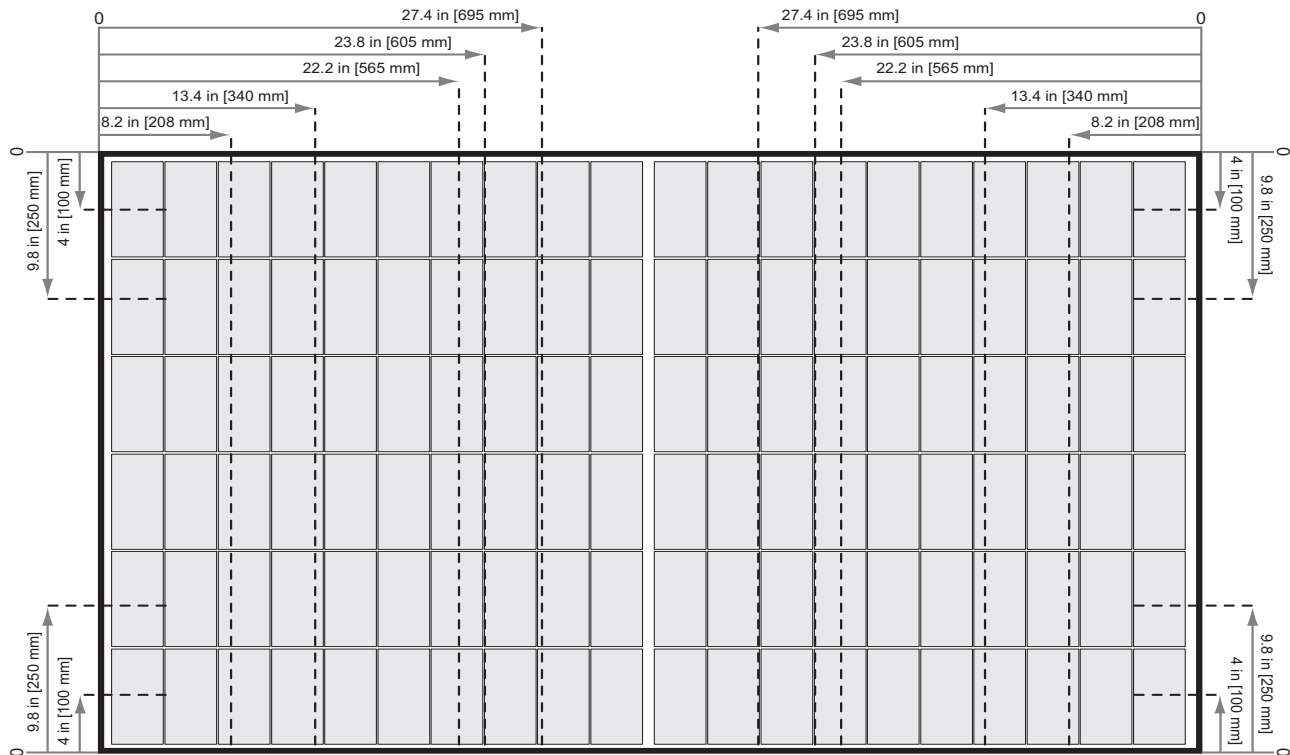 0
27.4 in [695 mm]
27.4 in [695 mm]
0
23.8 in [605 mm]
23.8 in [605 mm]
22.2 in [565 mm]
22.2 in [565 mm]
13.4 in [340 mm]
13.4 in [340 mm]
8.2 in [208 mm]
8.2 in [208 mm]
0
9.8 in [250 mm]
4 in [100 mm]
4 in [100 mm]
9.8 in [250 mm]
0
9.8 in [250 mm]
4 in [100 mm]
4 in [100 mm]
9.8 in [250 mm]
0
0